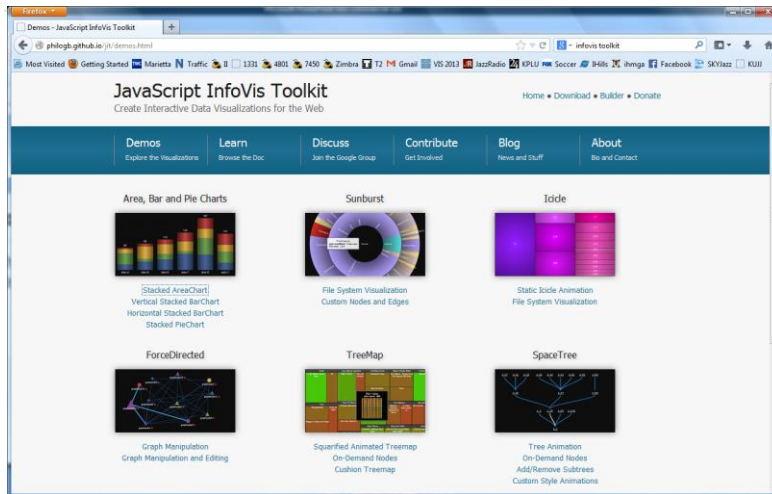 Firefox
Demos - JavaScript InfoVis Toolkit
philogb.github.io/jit/demos.html
infovis toolkit
Most Visited Getting Started Marietta Traffic II 1331 4801 7450 Zimbra T2 Gmail VIS 2013 JazzRadio KPLU Soccer IHills ihmga Facebook SKYJazz KUJJ
JavaScript InfoVis Toolkit
Create Interactive Data Visualizations for the Web
Home • Download • Builder • Donate
Demos Learn Discuss Contribute Blog About
Explore the Visualizations Browse the Doc Join the Google Group Get Involved News and Stuff Bio and Contact
Area, Bar and Pie Charts Sunburst Icicle
Stacked AreaChart File System Visualization Static Icicle Animation
Vertical Stacked BarChart Custom Nodes and Edges File System Visualization
Horizontal Stacked BarChart
Stacked PieChart
ForceDirected TreeMap SpaceTree
Graph Manipulation Squarified Animated Treemap Tree Animation
Graph Manipulation and Editing On-Demand Nodes On-Demand Nodes
Cushion Treemap Add/Remove Subtrees
Custom Style Animations